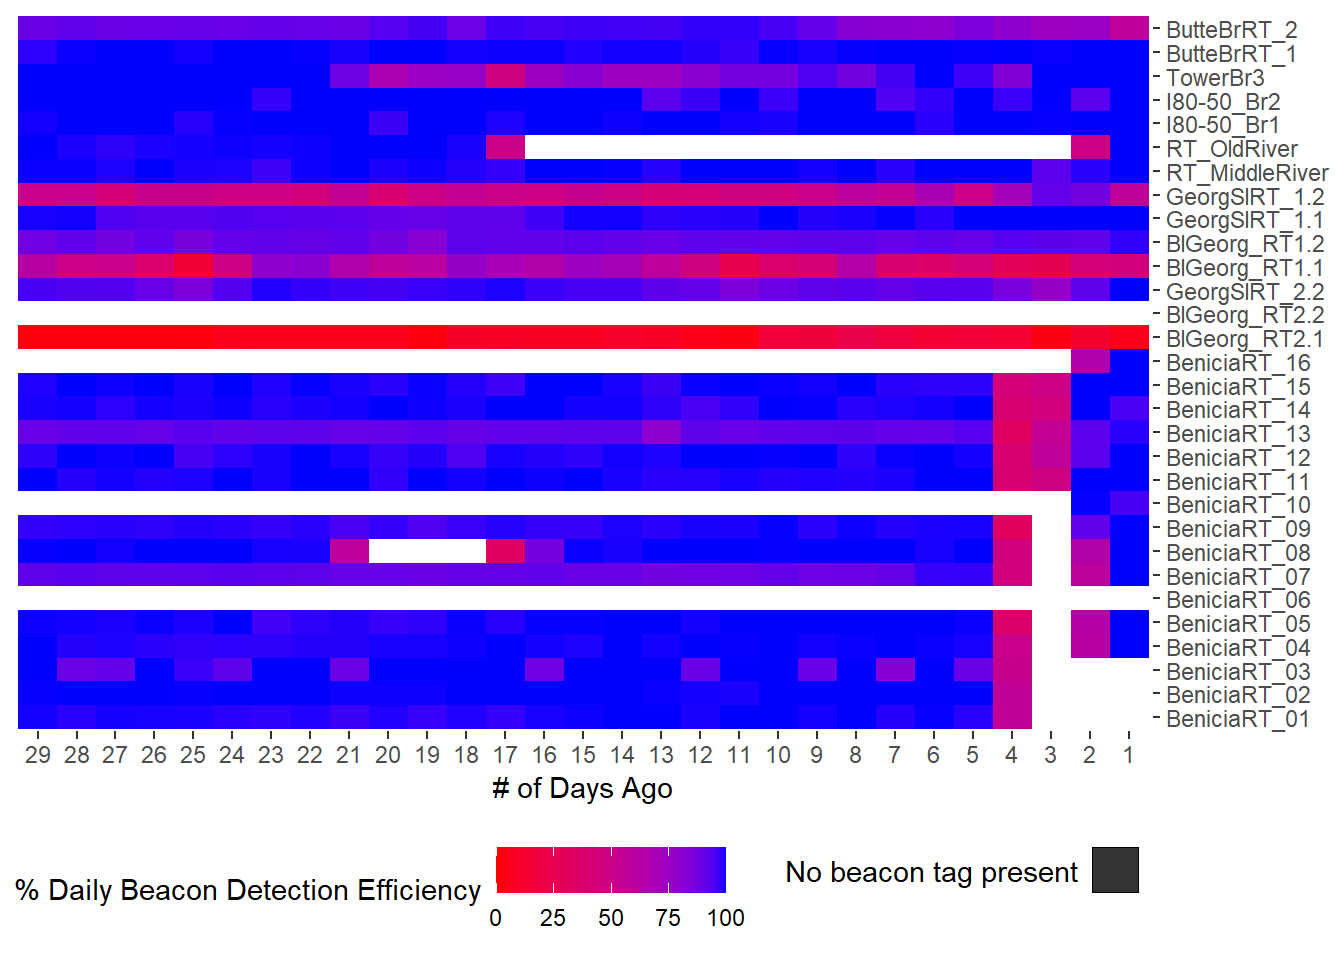 ButteBrRT_2
ButteBrRT_1
TowerBr3
I80-50_Br2
I80-50_Br1
RT_OldRiver
RT_MiddleRiver
GeorgSlRT_1.2
GeorgSlRT_1.1
BlGeorg_RT1.2
BlGeorg_RT1.1
GeorgSlRT_2.2
BlGeorg_RT2.2
BlGeorg_RT2.1
BeniciaRT_16
BeniciaRT_15
BeniciaRT_14
BeniciaRT_13
BeniciaRT_12
BeniciaRT_11
BeniciaRT_10
BeniciaRT_09
BeniciaRT_08
BeniciaRT_07
BeniciaRT_06
BeniciaRT_05
BeniciaRT_04
BeniciaRT_03
BeniciaRT_02
BeniciaRT_01
29 28 27 26 25 24 23 22 21 20 19 18 17 16 15 14 13 12 11 10 9 8 7 6 5 4 3 2 1
# of Days Ago
% Daily Beacon Detection Efficiency
0 25 50 75 100
No beacon tag present